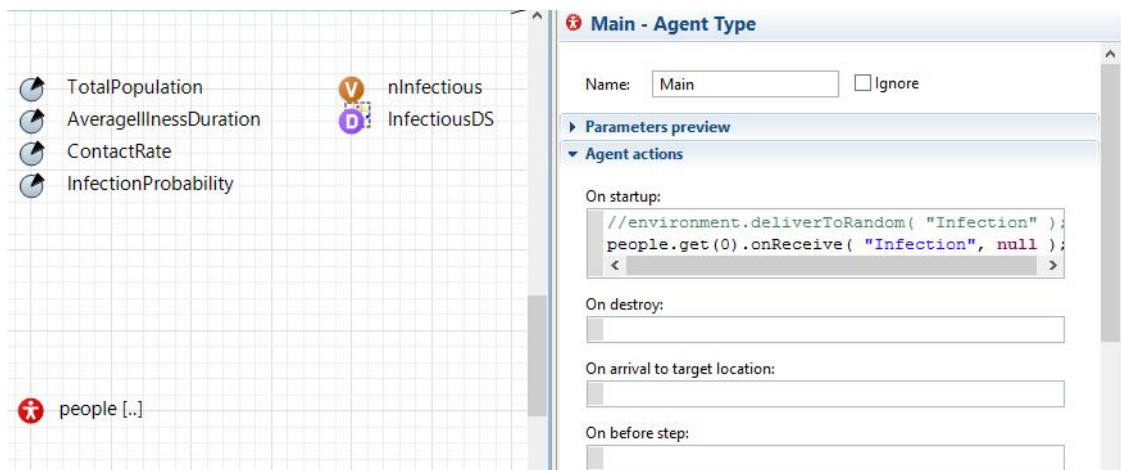 TotalPopulation
AverageIllnessDuration
ContactRate
InfectionProbability
V nInfectious
D InfectiousDS
people [..]
Main - Agent Type
Name: Main Ignore
Parameters preview
Agent actions
On startup:
//environment.deliverToRandom( "Infection" );
people.get(0).onReceive( "Infection", null );
On destroy:
On arrival to target location:
On before step: